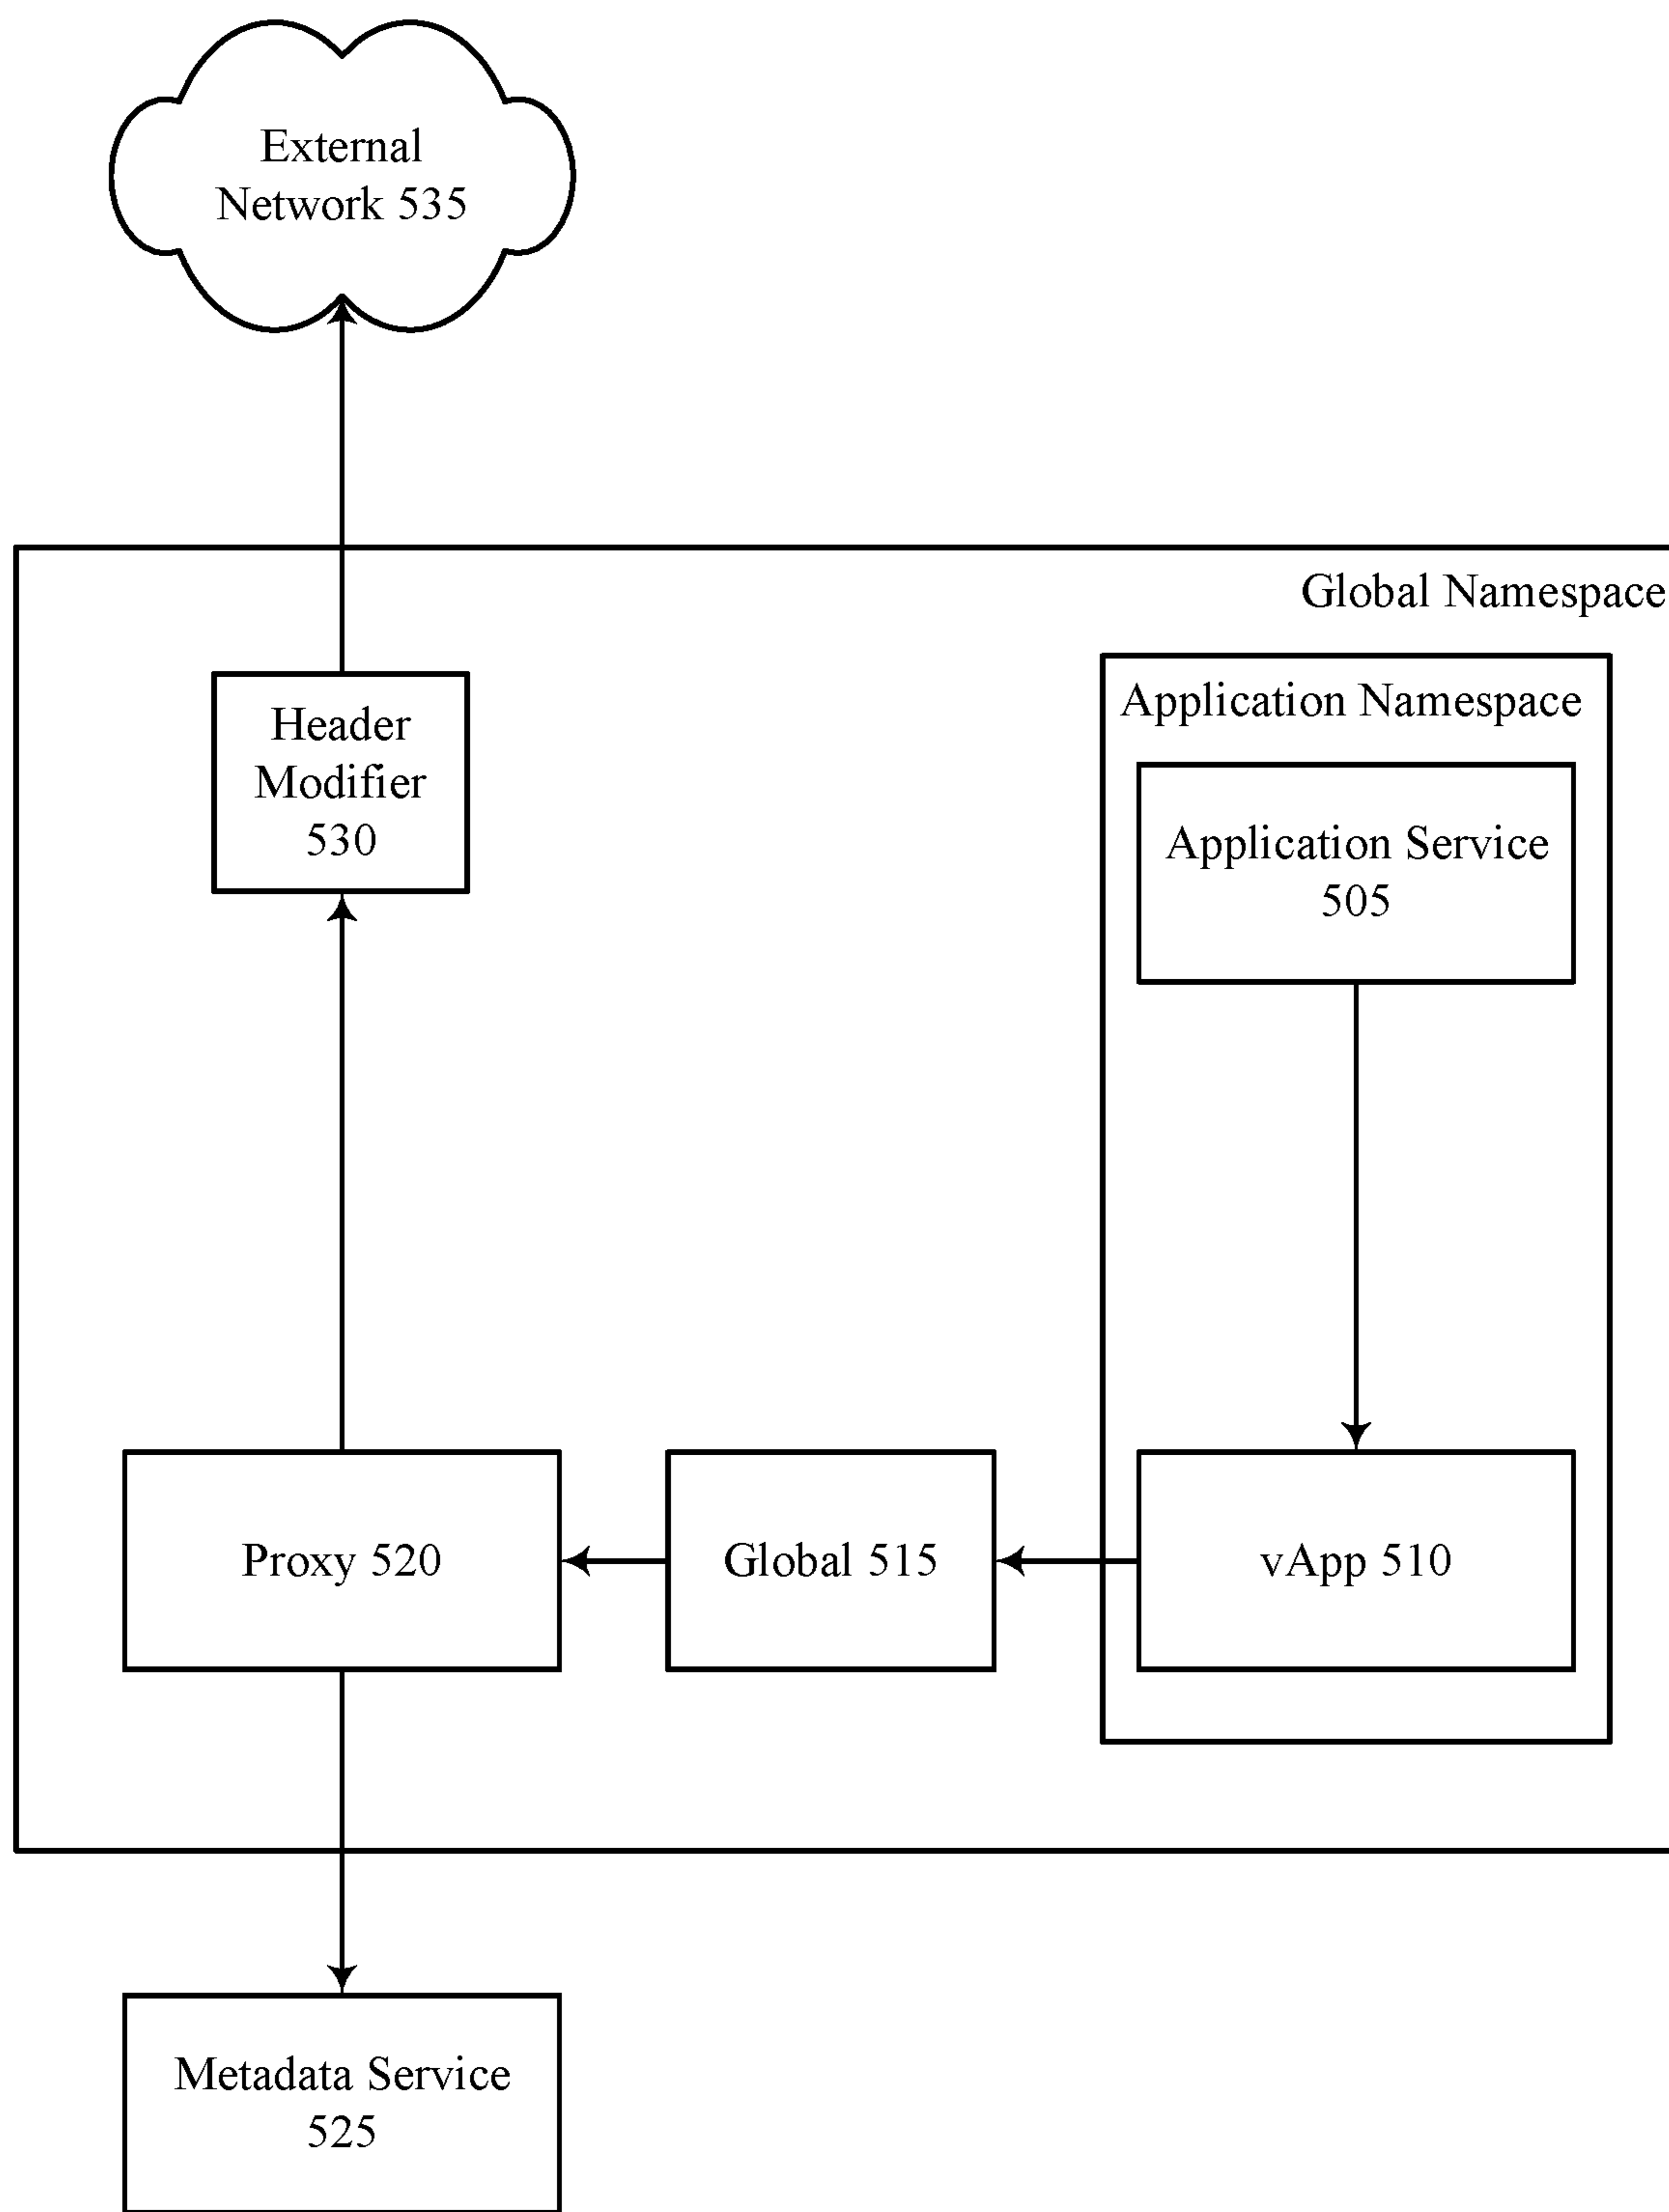 External
Network 535
Global Namespace
Application Namespace
Header
Modifier
530
Application Service
505
Proxy 520
Global 515
vApp 510
Metadata Service
525